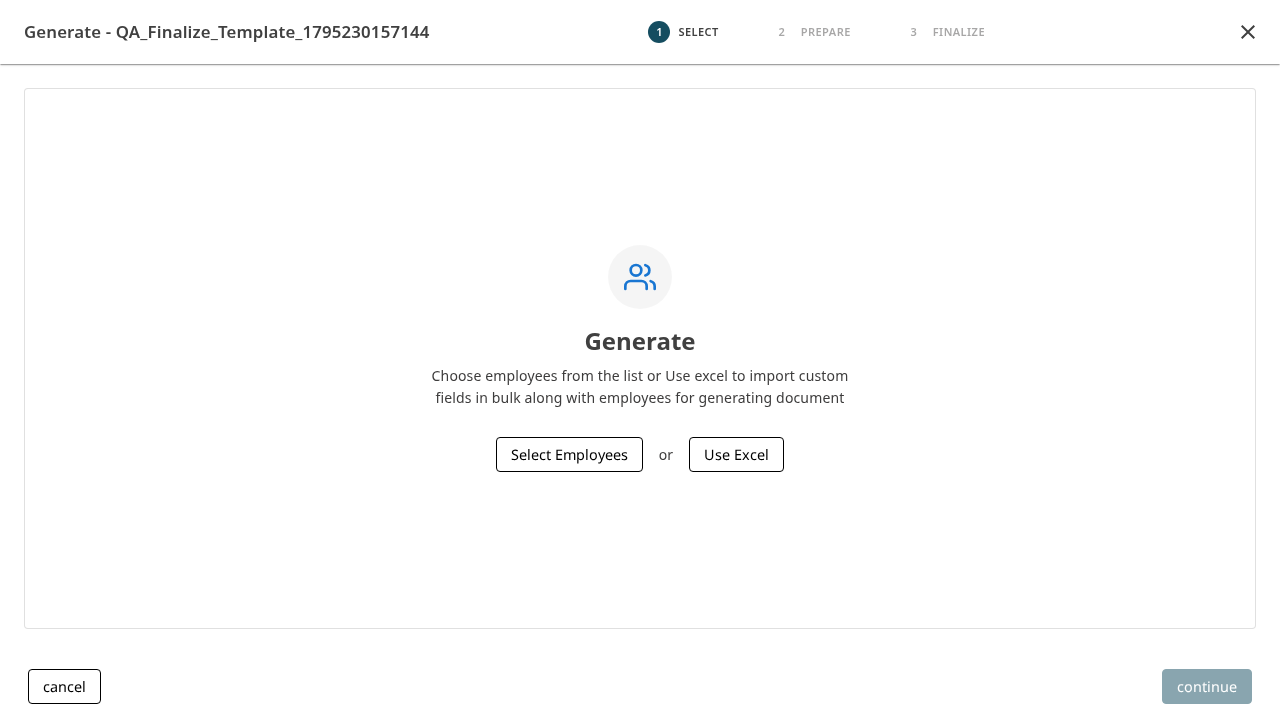 Generate - QA_Finalize_Template_1795230157144
1 SELECT
2 PREPARE
3 FINALIZE
Generate
Choose employees from the list or Use excel to import custom
fields in bulk along with employees for generating document
Select Employees or Use Excel
cancel
continue